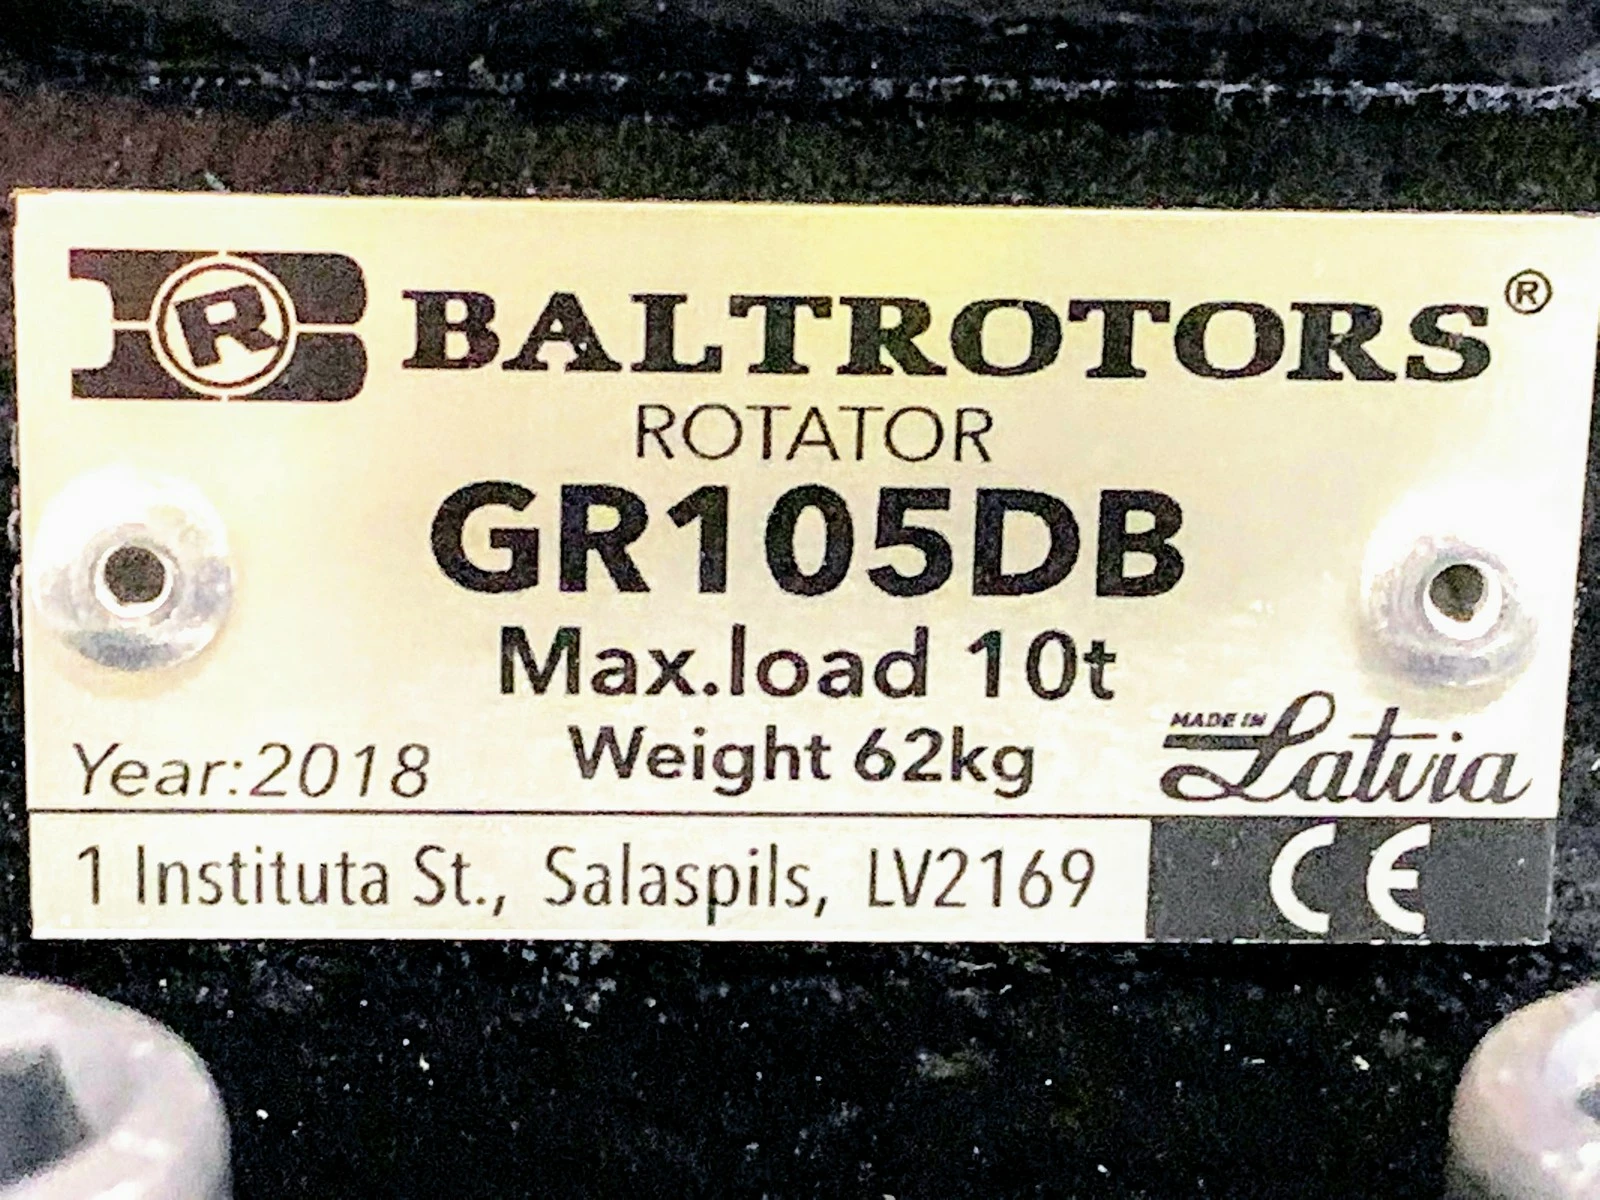 R BALTROTORS®
ROTATOR
GR105DB
Max.load 10t
Weight 62kg
Year:2018
MADE IN
Latvia
1 Instituta St., Salaspils, LV2169
CE